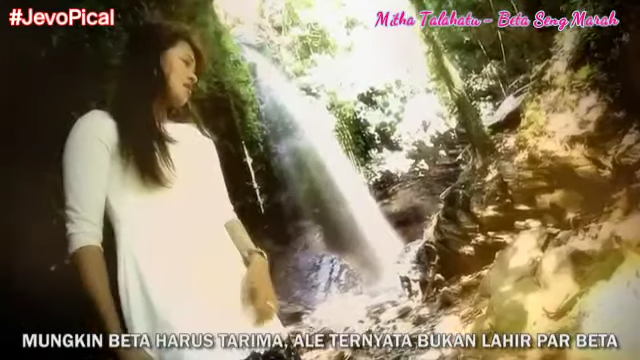 #JevoPical
Mitha Talahatu - Beta Seng Marah
MUNGKIN BETA HARUS TARIMA, ALE TERNYATA BUKAN LAHIR PAR BETA